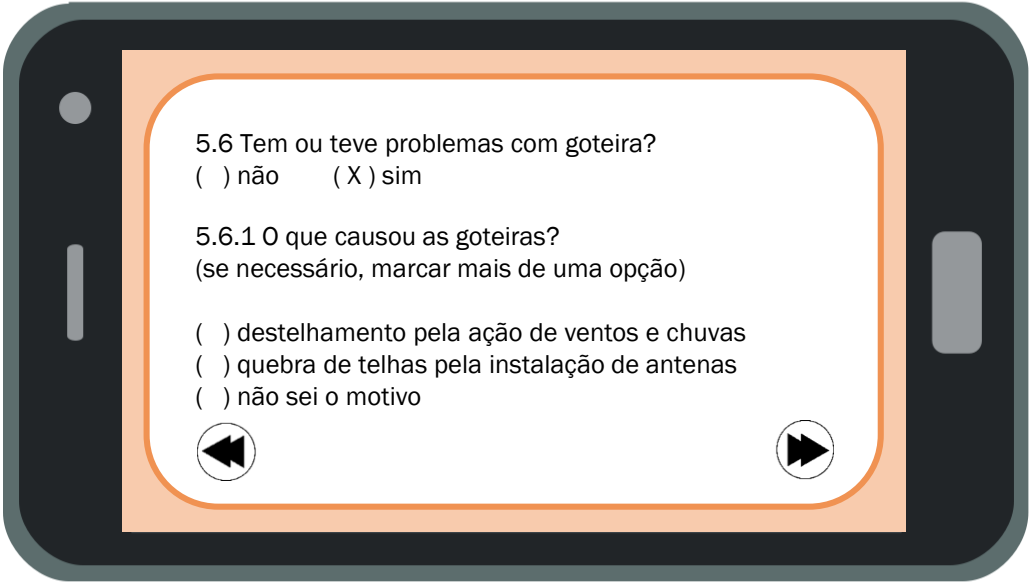 5.6 Tem ou teve problemas com goteira?
(  ) não  ( X ) sim
5.6.1 O que causou as goteiras?
(se necessário, marcar mais de uma opção)
(  ) destelhamento pela ação de ventos e chuvas
(  ) quebra de telhas pela instalação de antenas
(  ) não sei o motivo